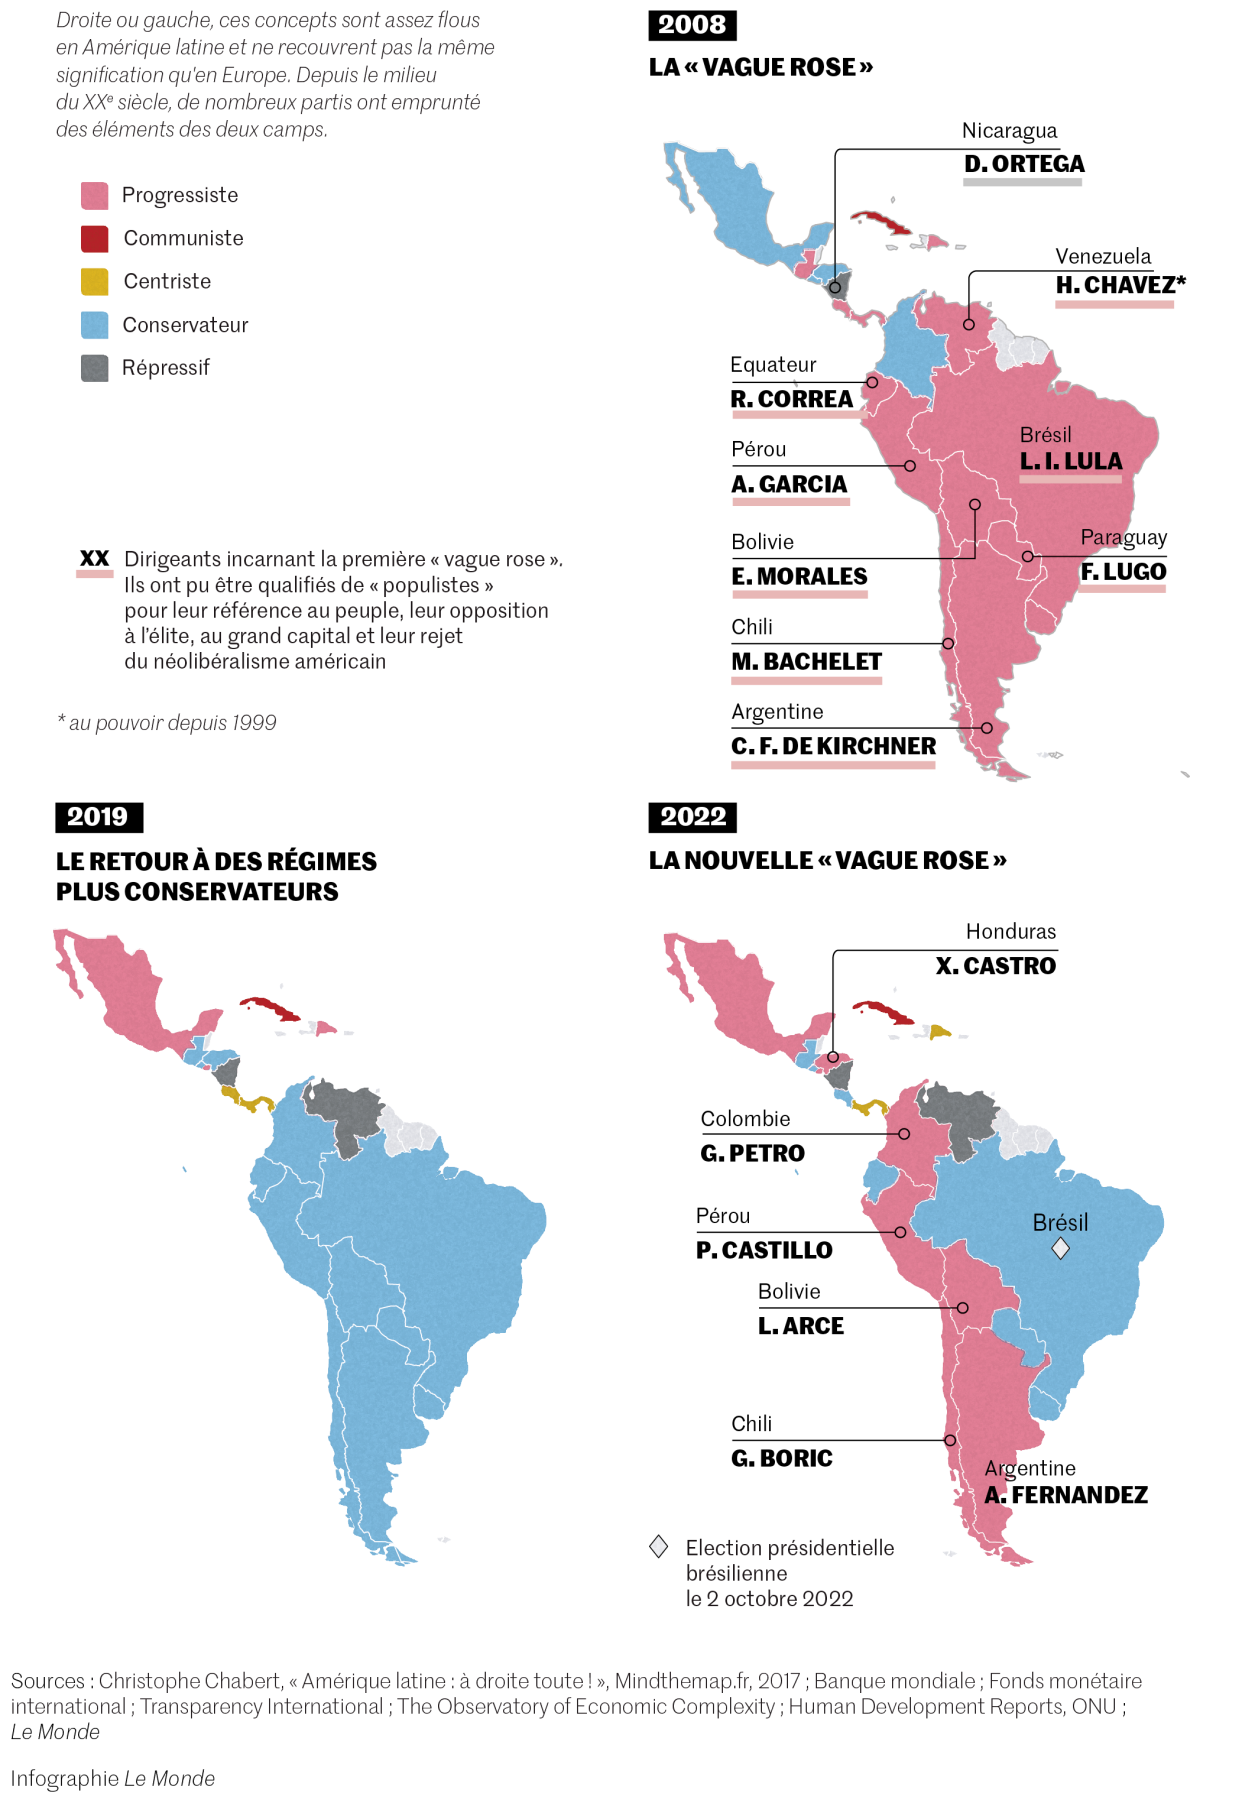 Droite ou gauche, ces concepts sont assez flous
en Amérique latine et ne recouvrent pas la même
signification qu'en Europe. Depuis le milieu
du XXe siècle, de nombreux partis ont emprunté
des éléments des deux camps.
Progressiste
Communiste
Centriste
Conservateur
Répressif
XX Dirigeants incarnant la première « vague rose ».
Ils ont pu être qualifiés de « populistes »
pour leur référence au peuple, leur opposition
à l'élite, au grand capital et leur rejet
du néolibéralisme américain
* au pouvoir depuis 1999
2008
LA « VAGUE ROSE »
Nicaragua
D. ORTEGA
Venezuela
H. CHAVEZ*
Equateur
R. CORREA
Brésil
L. I. LULA
Pérou
A. GARCIA
Bolivie
E. MORALES
Paraguay
F. LUGO
Chili
M. BACHELET
Argentine
C. F. DE KIRCHNER
2019
LE RETOUR À DES RÉGIMES
PLUS CONSERVATEURS
2022
LA NOUVELLE « VAGUE ROSE »
Honduras
X. CASTRO
Colombie
G. PETRO
Pérou
P. CASTILLO
Brésil
Bolivie
L. ARCE
Chili
G. BORIC
Argentine
A. FERNANDEZ
Election présidentielle
brésilienne
le 2 octobre 2022
Sources : Christophe Chabert, « Amérique latine : à droite toute ! », Mindthemap.fr, 2017 ; Banque mondiale ; Fonds monétaire
international ; Transparency International ; The Observatory of Economic Complexity ; Human Development Reports, ONU ;
Le Monde
Infographie Le Monde